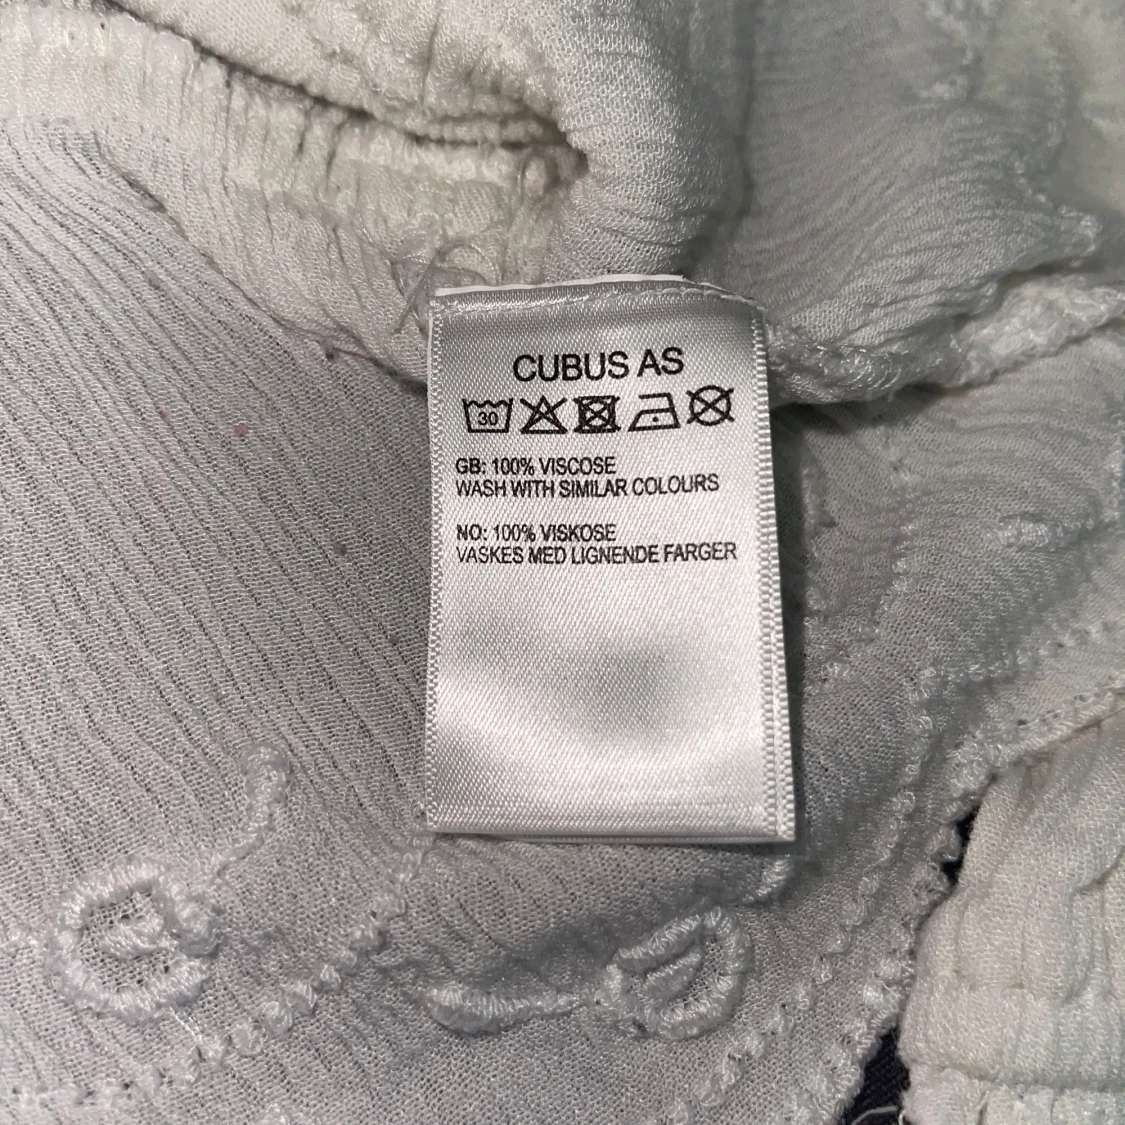 CUBUS AS
30
GB: 100% VISCOSE
WASH WITH SIMILAR COLOURS
NO: 100% VISKOSE
VASKES MED LIGNENDE FARGER